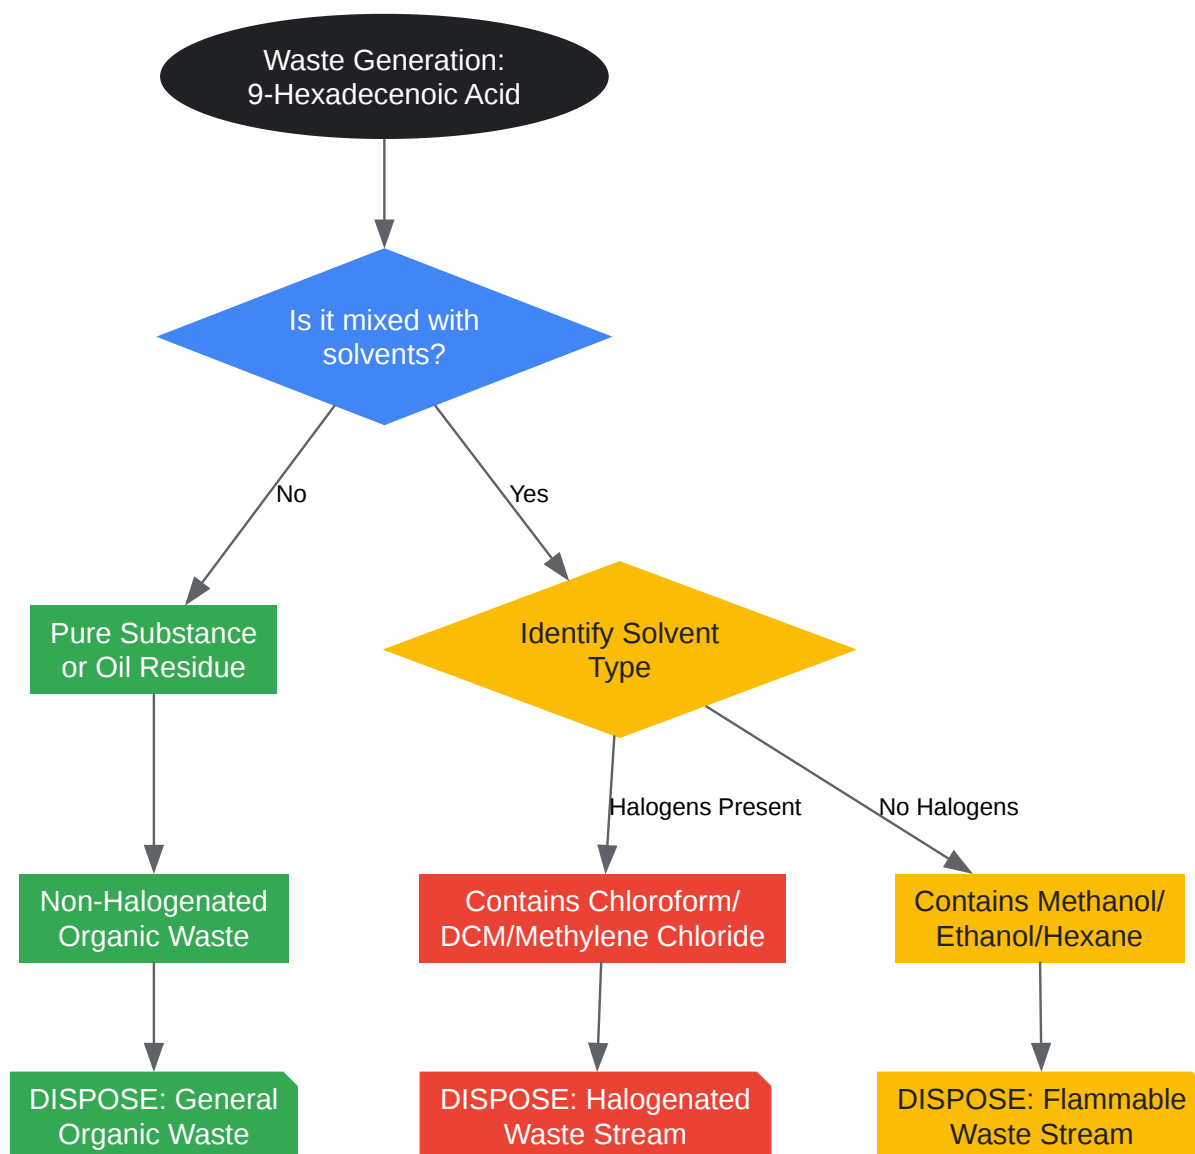 Waste Generation:
9-Hexadecenoic Acid
Is it mixed with
solvents?
No
Yes
Pure Substance
or Oil Residue
Identify Solvent
Type
Halogens Present
No Halogens
Non-Halogenated
Organic Waste
Contains Chloroform/
DCM/Methylene Chloride
Contains Methanol/
Ethanol/Hexane
DISPOSE: General
Organic Waste
DISPOSE: Halogenated
Waste Stream
DISPOSE: Flammable
Waste Stream